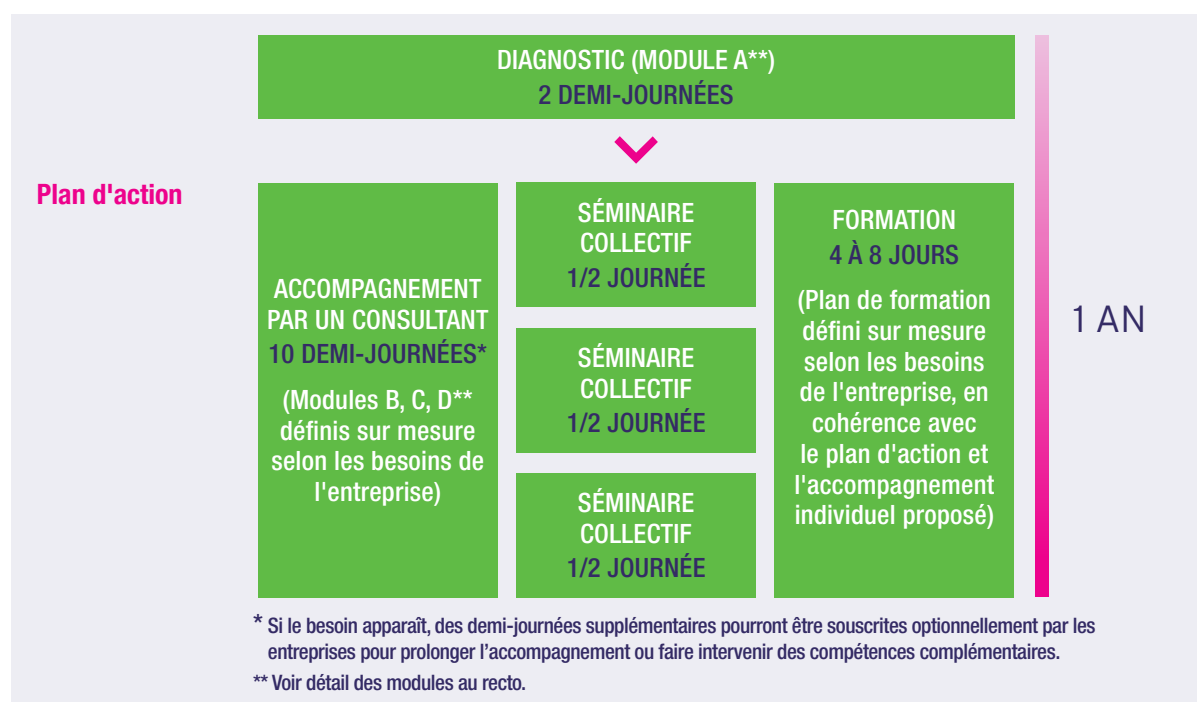 DIAGNOSTIC (MODULE A**)
2 DEMI-JOURNÉES
Plan d'action
ACCOMPAGNEMENT
PAR UN CONSULTANT
10 DEMI-JOURNÉES*
(Modules B, C, D**
définis sur mesure
selon les besoins de
l'entreprise)
SÉMINAIRE
COLLECTIF
1/2 JOURNÉE
SÉMINAIRE
COLLECTIF
1/2 JOURNÉE
SÉMINAIRE
COLLECTIF
1/2 JOURNÉE
FORMATION
4 À 8 JOURS
(Plan de formation
défini sur mesure
selon les besoins
de l'entreprise, en
cohérence avec
le plan d'action et
l'accompagnement
individuel proposé)
1 AN
* Si le besoin apparaît, des demi-journées supplémentaires pourront être souscrites optionnellement par les
entreprises pour prolonger l’accompagnement ou faire intervenir des compétences complémentaires.
** Voir détail des modules au recto.